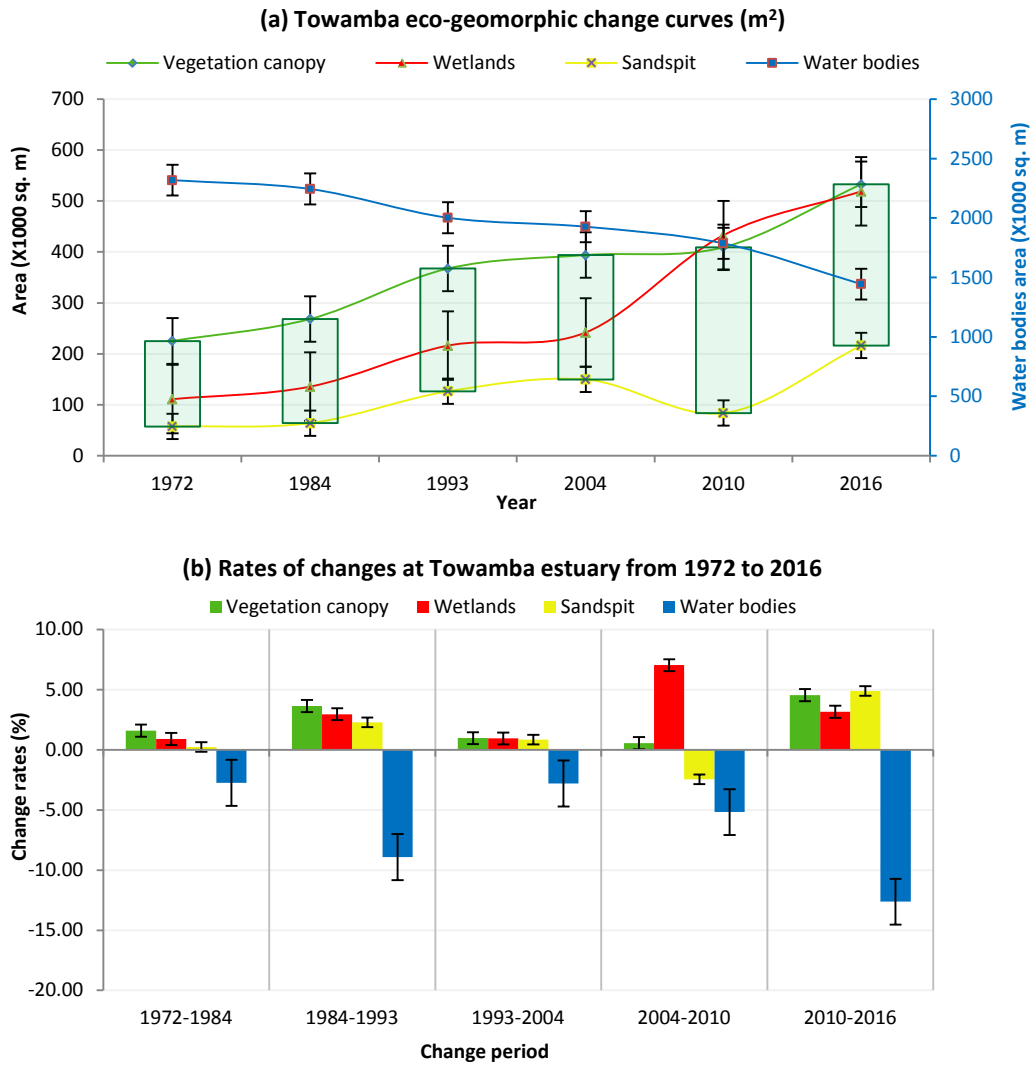 (a) Towamba eco-geomorphic change curves (m²)
Vegetation canopy Wetlands Sandspit Water bodies
700 3000
600 2500
500 2000
400 1500
300 1000
200 500
100 0
0
Area (X1000 sq. m)
Water bodies area (X1000 sq. m)
1972 1984 1993 2004 2010 2016
Year
(b) Rates of changes at Towamba estuary from 1972 to 2016
Vegetation canopy Wetlands Sandspit Water bodies
10.00
5.00
0.00
-5.00
-10.00
-15.00
-20.00
Change rates (%)
1972-1984 1984-1993 1993-2004 2004-2010 2010-2016
Change period